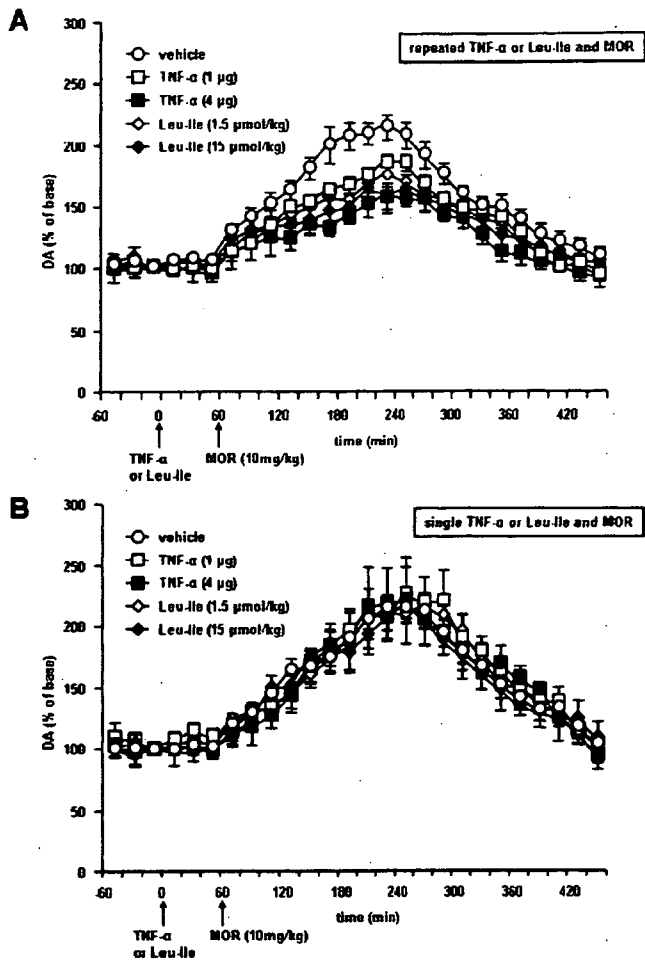 A
300
250
200
150
100
50
0
DA (% of base)
vehicle
TNF-α (1 µg)
TNF-α (4 µg)
Leu-Ile (1.5 µmol/kg)
Leu-Ile (15 µmol/kg)
repeated TNF-α or Leu-Ile and MOR
-60 0 60 120 180 240 300 360 420
time (min)
TNF-α
or Leu-Ile
MOR (10mg/kg)
B
300
250
200
150
100
50
0
DA (% of base)
vehicle
TNF-α (1 µg)
TNF-α (4 µg)
Leu-Ile (1.5 µmol/kg)
Leu-Ile (15 µmol/kg)
single TNF-α or Leu-Ile and MOR
-60 0 60 120 180 240 300 360 420
time (min)
TNF-α
or Leu-Ile
MOR (10mg/kg)